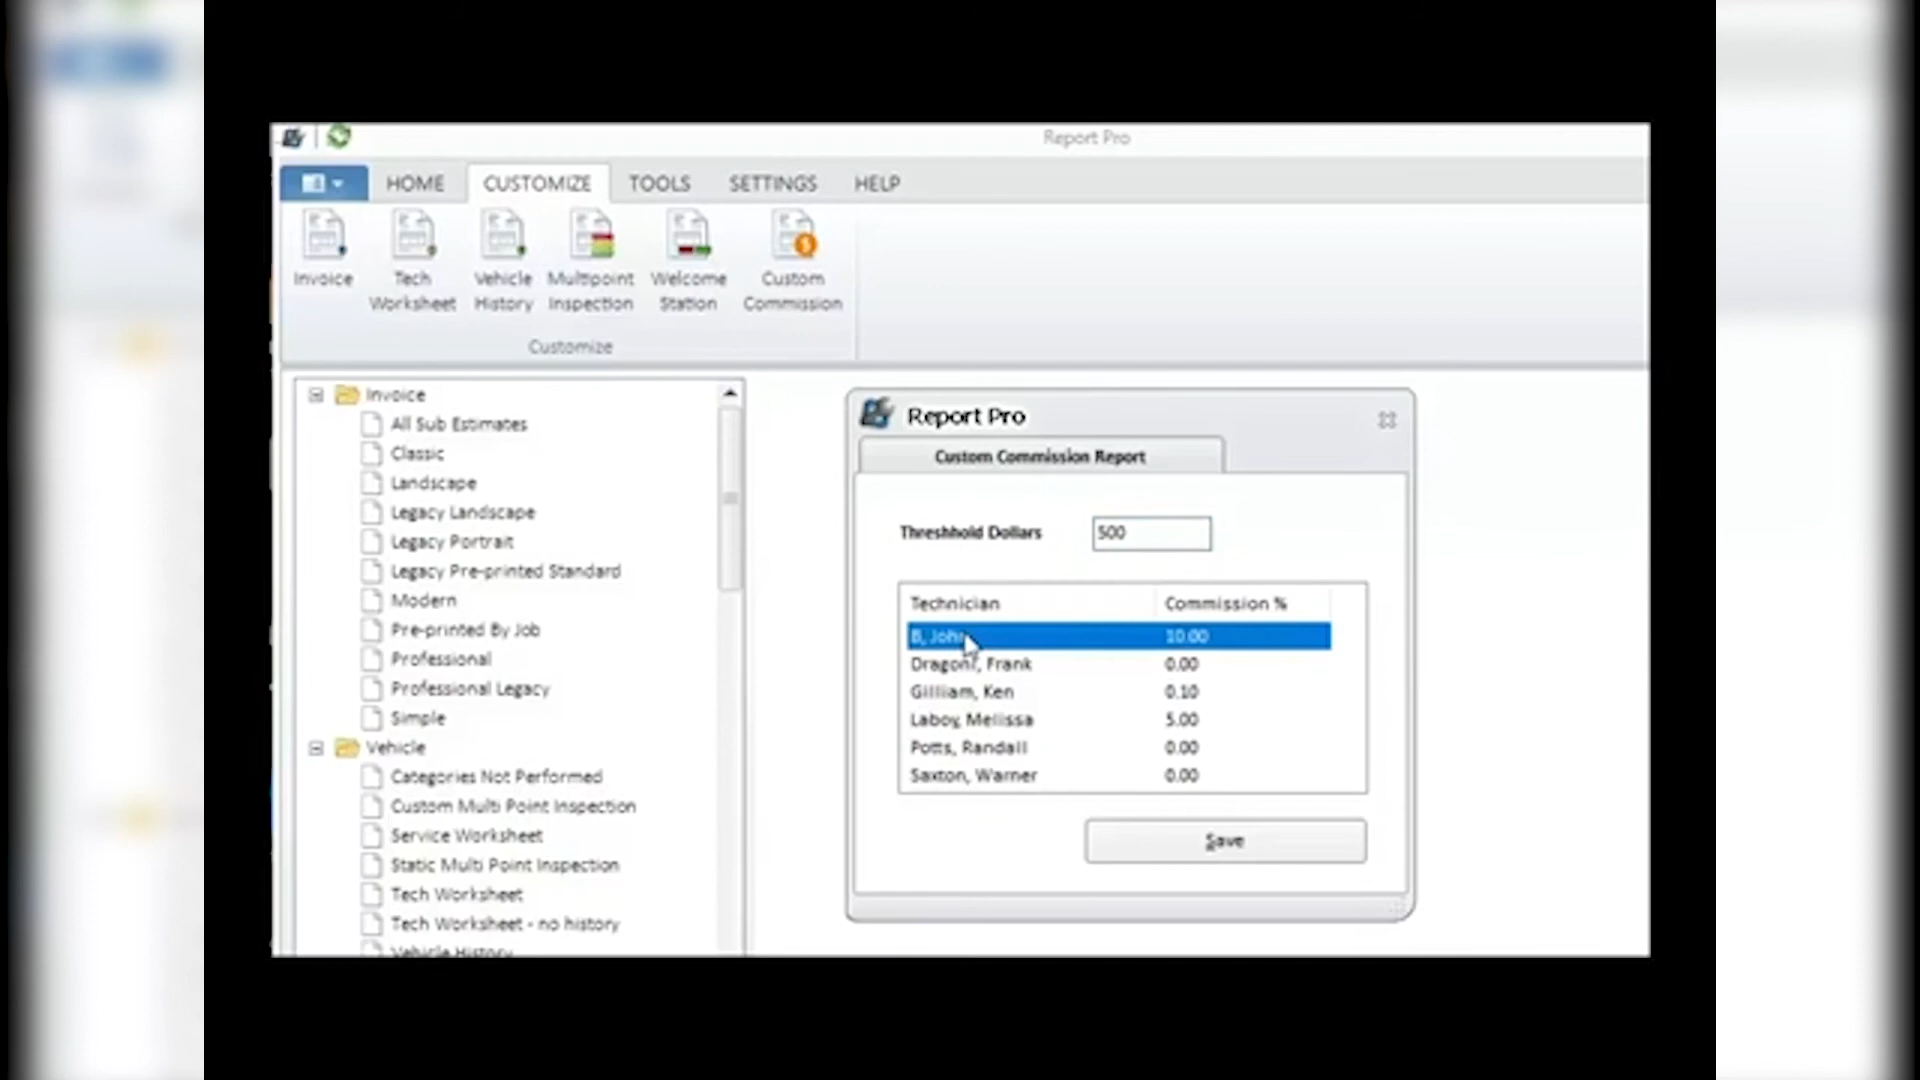 Report Pro
HOME CUSTOMIZE TOOLS SETTINGS HELP
Invoice
Tech Worksheet
Vehicle History
Multipoint Inspection
Welcome Station
Custom Commission
Customize
Invoice
All Sub Estimates
Classic
Landscape
Legacy Landscape
Legacy Portrait
Legacy Pre-printed Standard
Modern
Pre-printed By Job
Professional
Professional Legacy
Simple
Vehicle
Categories Not Performed
Custom Multi Point Inspection
Service Worksheet
Static Multi Point Inspection
Tech Worksheet
Tech Worksheet - no history
Vehicle History
Report Pro
Custom Commission Report
Threshhold Dollars 500
Technician Commission %
B, John 10.00
Dragoni, Frank 0.00
Gilliam, Ken 0.10
Laboy, Melissa 5.00
Potts, Randall 0.00
Saxton, Warner 0.00
Save